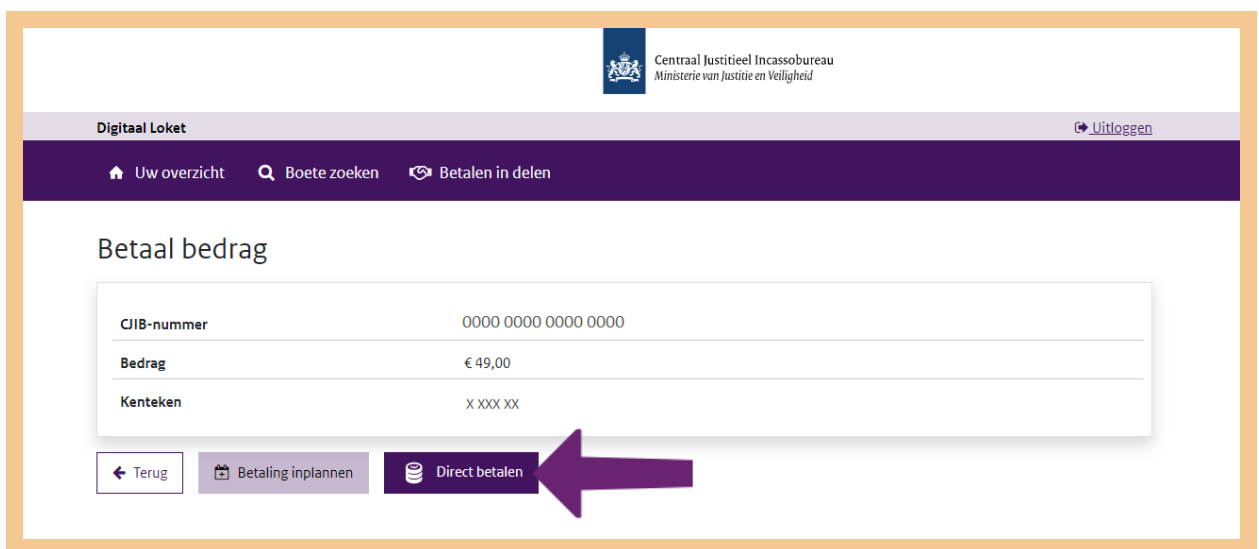 Centraal Justitieel Incassobureau
Ministerie van Justitie en Veiligheid
Digitaal Loket Uitloggen
Uw overzicht Boete zoeken Betalen in delen
Betaal bedrag
CJIB-nummer 0000 0000 0000 0000
Bedrag € 49,00
Kenteken X XXX XX
Terug Betaling inplannen Direct betalen